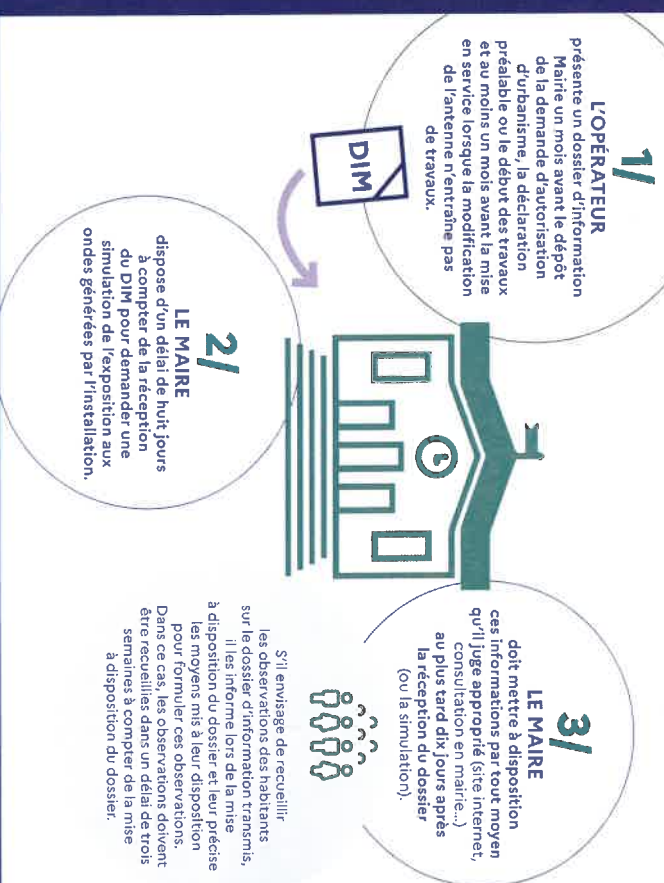 1/
L'OPÉRATEUR
présente un dossier d'information
Mairie un mois avant le dépôt
de la demande d'autorisation
d'urbanisme, la déclaration
préalable ou le début des travaux
et au moins un mois avant la mise
en service lorsque la modification
de l'antenne n'entraîne pas
de travaux.
DIM
2/
LE MAIRE
dispose d'un délai de huit jours
à compter de la réception
du DIM pour demander une
simulation de l'exposition aux
ondes générées par l'installation.
3/
LE MAIRE
doit mettre à disposition
ces informations par tout moyen
qu'il juge approprié (site internet,
consultation en mairie...)
au plus tard dix jours après
la réception du dossier
(ou la simulation).
S'il envisage de recueillir
les observations des habitants
sur le dossier d'information transmis,
il les informe lors de la mise
à disposition du dossier et leur précise
les moyens mis à leur disposition
pour formuler ces observations.
Dans ce cas, les observations doivent
être recueillies dans un délai de trois
semaines à compter de la mise
à disposition du dossier.